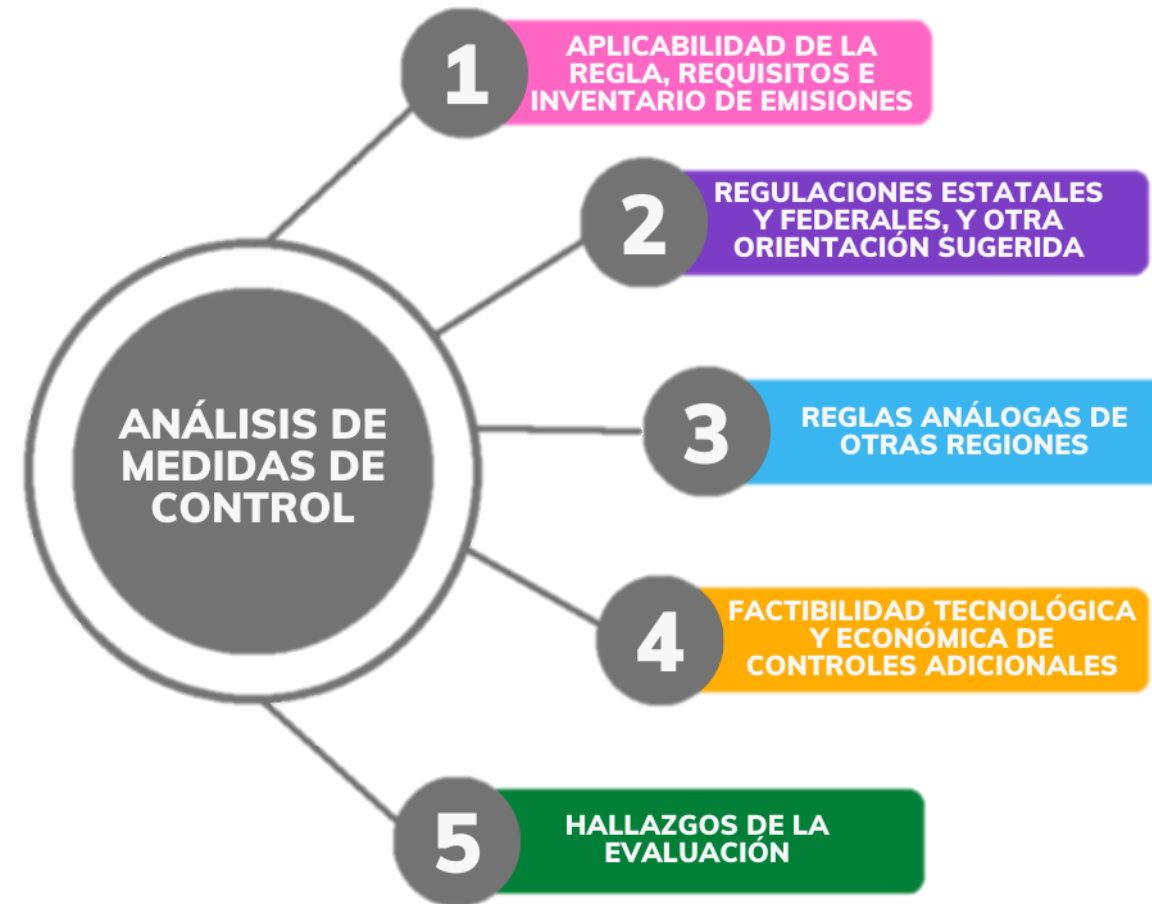 1
APLICABILIDAD DE LA
REGLA, REQUISITOS E
INVENTARIO DE EMISIONES
2
REGULACIONES ESTATALES
Y FEDERALES, Y OTRA
ORIENTACIÓN SUGERIDA
ANÁLISIS DE
MEDIDAS DE
CONTROL
3
REGLAS ANÁLOGAS DE
OTRAS REGIONES
4
FACTIBILIDAD TECNOLÓGICA
Y ECONÓMICA DE
CONTROLES ADICIONALES
5
HALLAZGOS DE LA
EVALUACIÓN